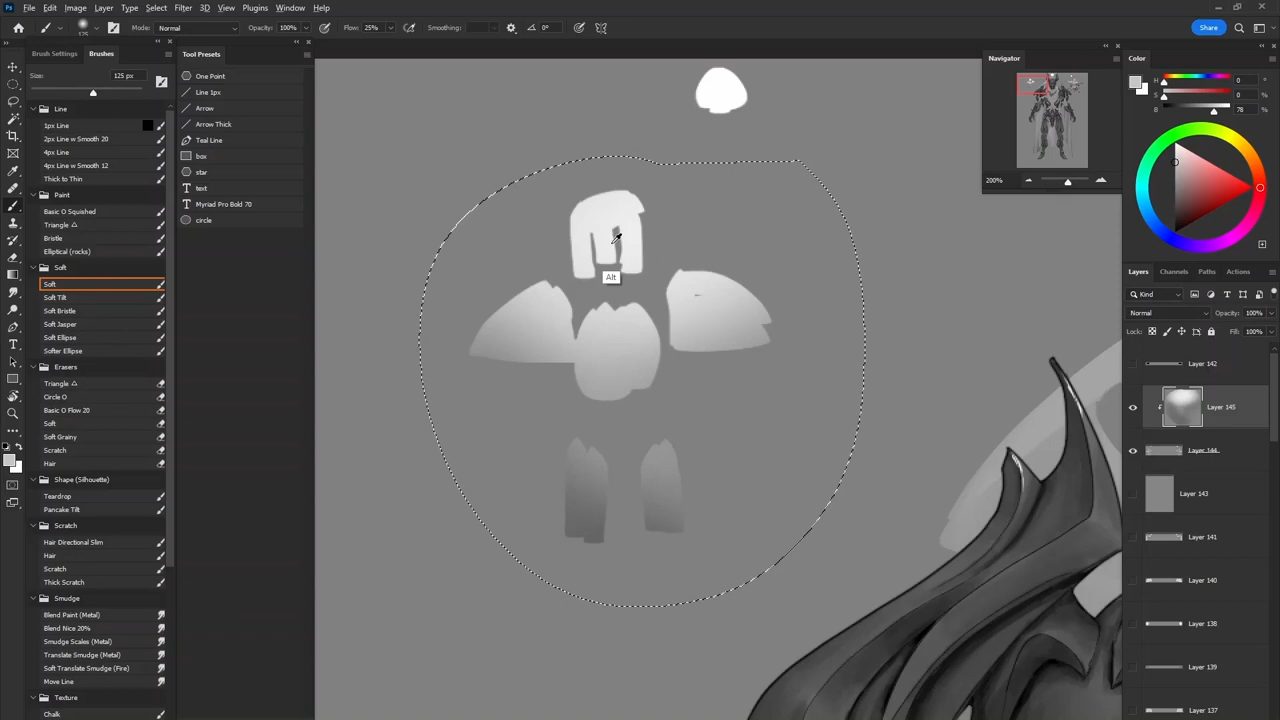 Ps File Edit Image Layer Type Select Filter 3D View Plugins Window Help
Mode: Normal Opacity: 100% Flow: 25% Smoothing: 0° Share
125
Brush Settings Brushes
Size: 125 px
Line
1px Line
2px Line w Smooth 20
4px Line
4px Line w Smooth 12
Thick to Thin
Paint
Basic O Squished
Triangle
Bristle
Elliptical (rocks)
Soft
Soft
Soft Tilt
Soft Bristle
Soft Jasper
Soft Ellipse
Softer Ellipse
Erasers
Triangle
Circle O
Basic O Flow 20
Soft
Soft Grainy
Scratch
Hair
Shape (Silhouette)
Teardrop
Pancake Tilt
Scratch
Hair Directional Slim
Hair
Scratch
Thick Scratch
Smudge
Blend Paint (Metal)
Blend Nice 20%
Smudge Scales (Metal)
Translate Smudge (Metal)
Soft Translate Smudge (Fire)
Move Line
Texture
Chalk
Tool Presets
One Point
Line 1px
Arrow
Arrow Thick
Teal Line
box
star
text
Myriad Pro Bold 70
circle
Alt
Navigator
200%
Color
H 0 °
S 0 %
B 78 %
Layers Channels Paths Actions
Kind
Normal Opacity: 100%
Lock: Fill: 100%
Layer 142
Layer 145
Layer 144
Layer 143
Layer 141
Layer 140
Layer 138
Layer 139
Layer 137